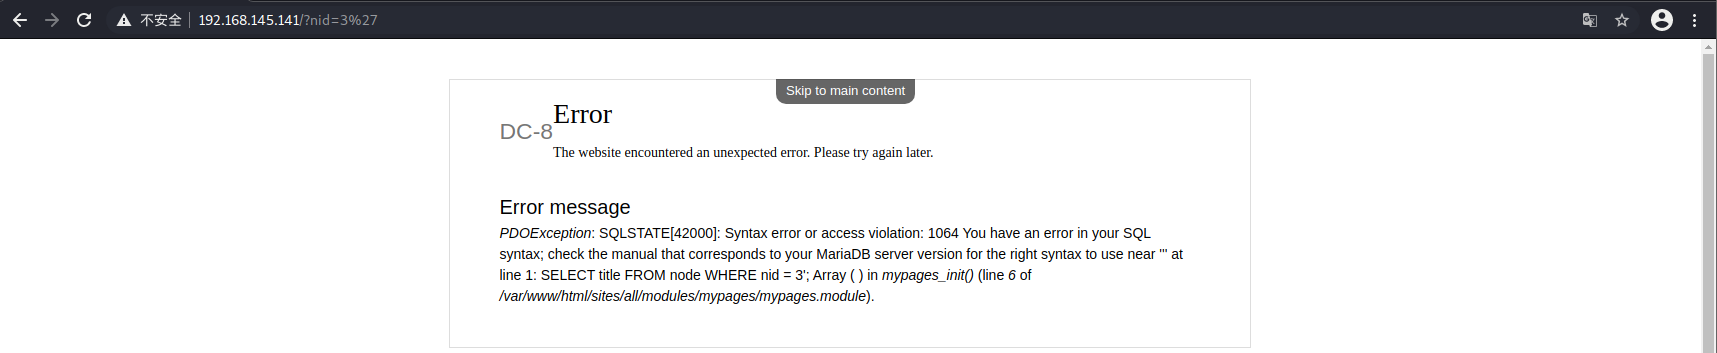 不安全 192.168.145.141/?nid=3%27
Skip to main content
Error
DC-8
The website encountered an unexpected error. Please try again later.
Error message
PDOException: SQLSTATE[42000]: Syntax error or access violation: 1064 You have an error in your SQL
syntax; check the manual that corresponds to your MariaDB server version for the right syntax to use near ''' at
line 1: SELECT title FROM node WHERE nid = 3'; Array ( ) in mypages_init() (line 6 of
/var/www/html/sites/all/modules/mypages/mypages.module).